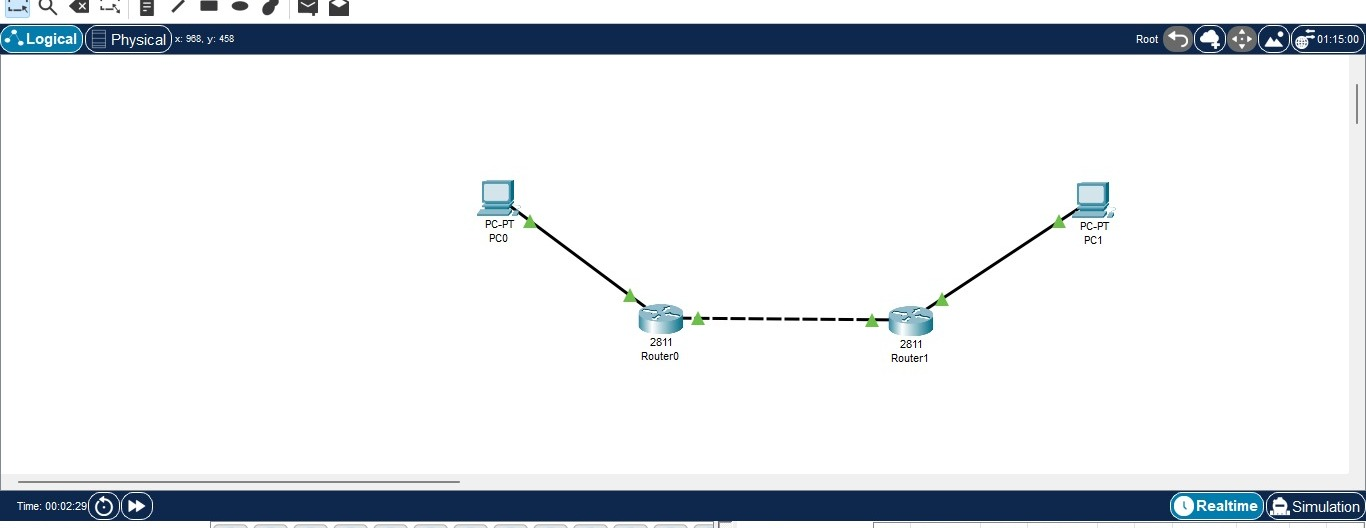 Logical
Physical
x: 968, y: 458
Root
01:15:00
PC-PT
PC0
PC-PT
PC1
2811
Router0
2811
Router1
Time: 00:02:29
Realtime
Simulation